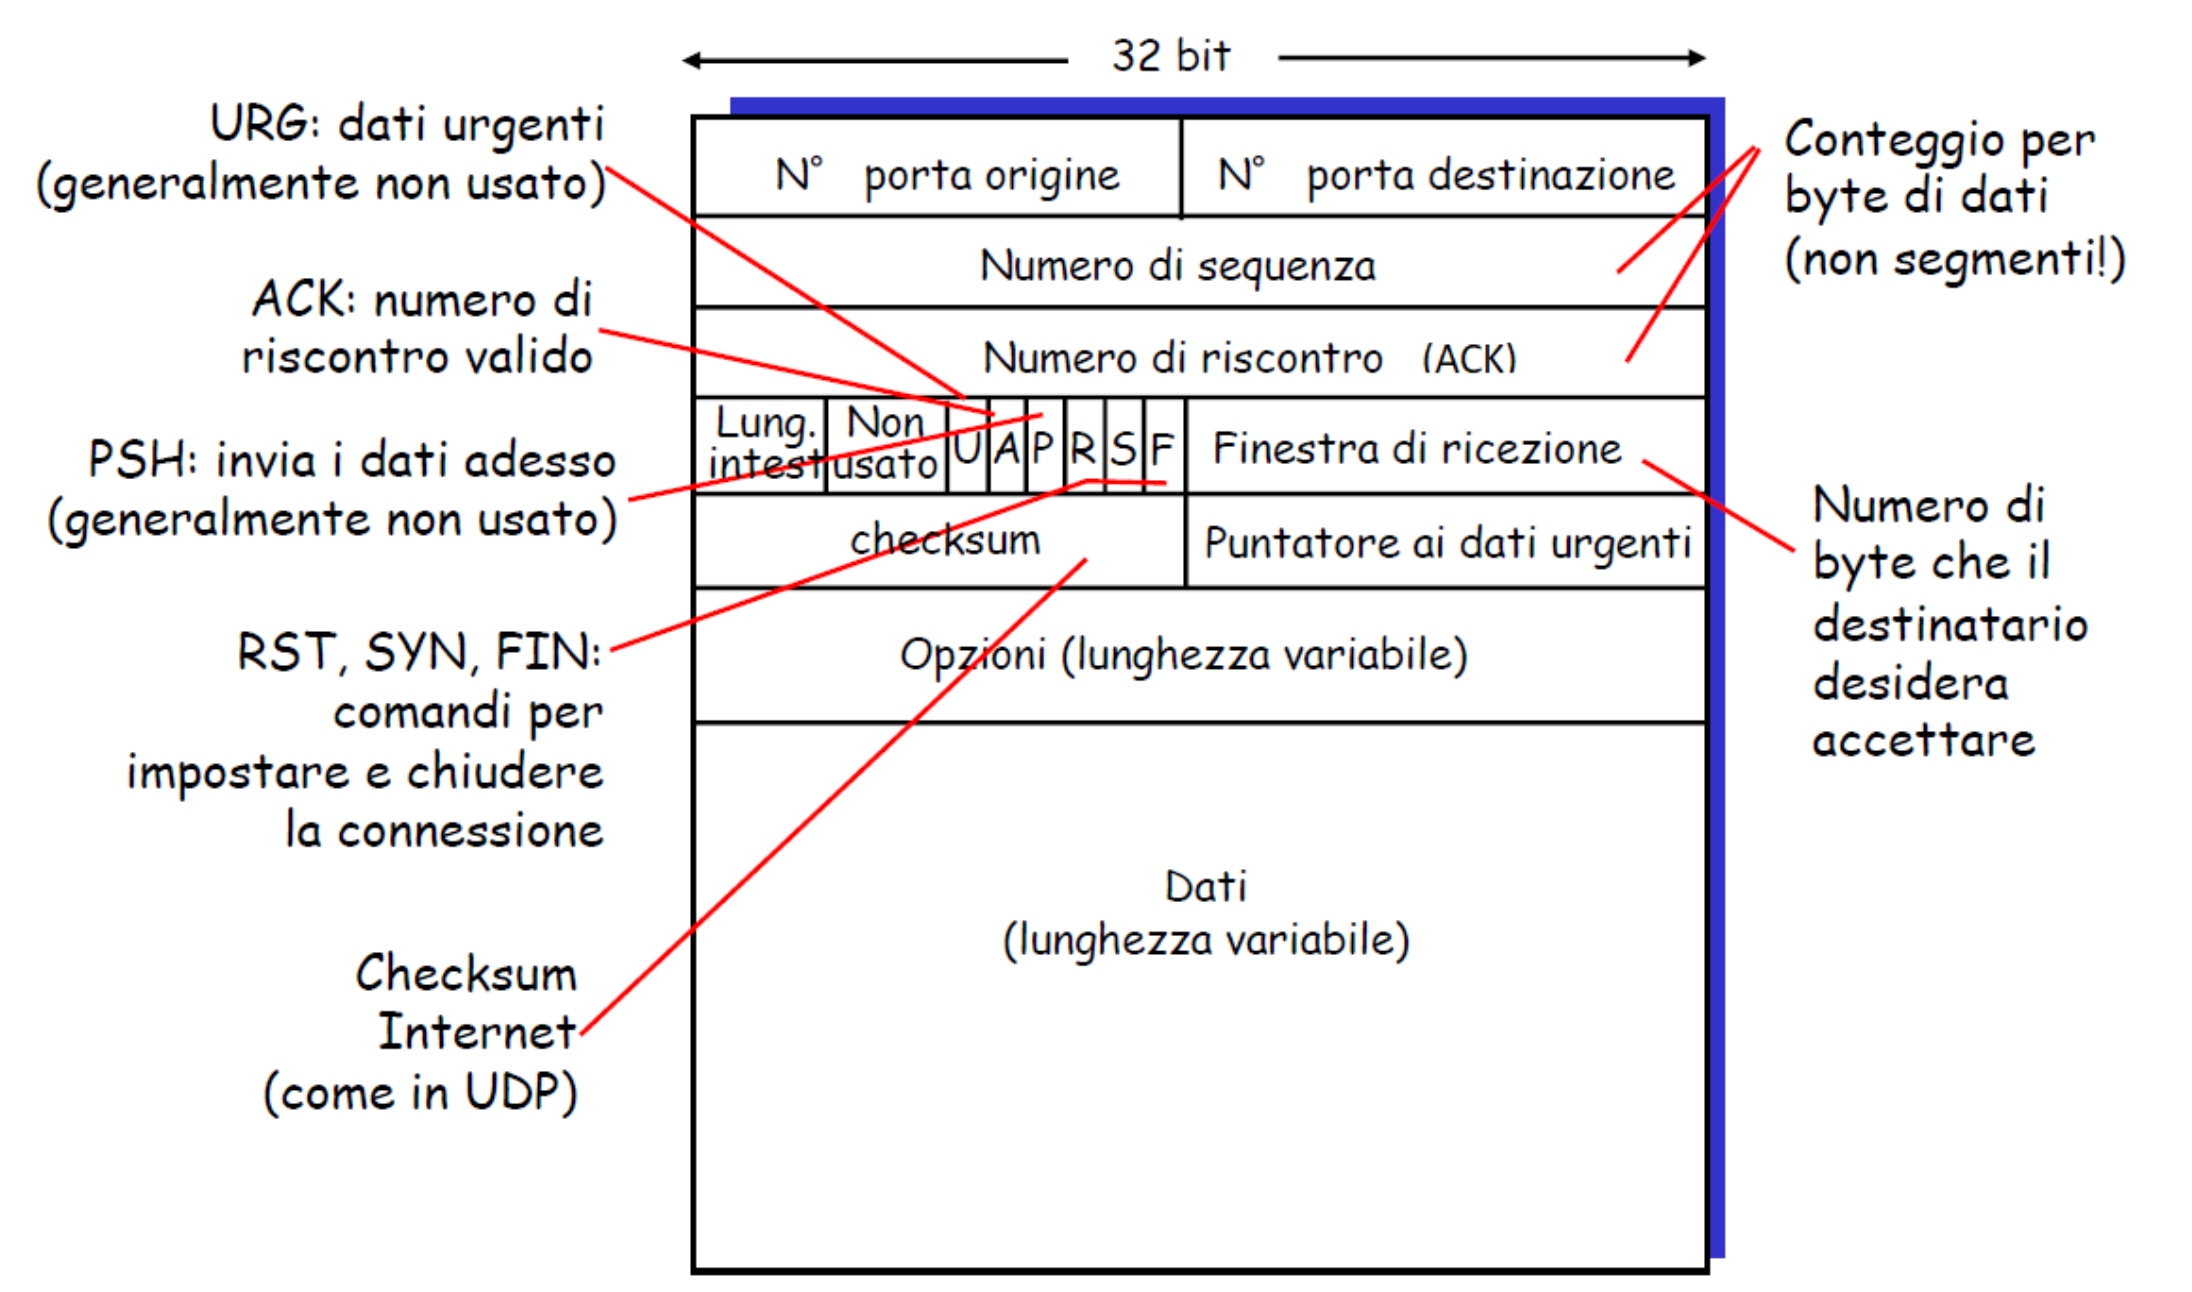 32 bit
URG: dati urgenti
(generalmente non usato)
ACK: numero di
riscontro valido
PSH: invia i dati adesso
(generalmente non usato)
RST, SYN, FIN:
comandi per
impostare e chiudere
la connessione
Checksum
Internet
(come in UDP)
N° porta origine
N° porta destinazione
Numero di sequenza
Numero di riscontro (ACK)
Lung.
intest
Non
usato
U
A
P
R
S
F
Finestra di ricezione
checksum
Puntatore ai dati urgenti
Opzioni (lunghezza variabile)
Dati
(lunghezza variabile)
Conteggio per
byte di dati
(non segmenti!)
Numero di
byte che il
destinatario
desidera
accettare